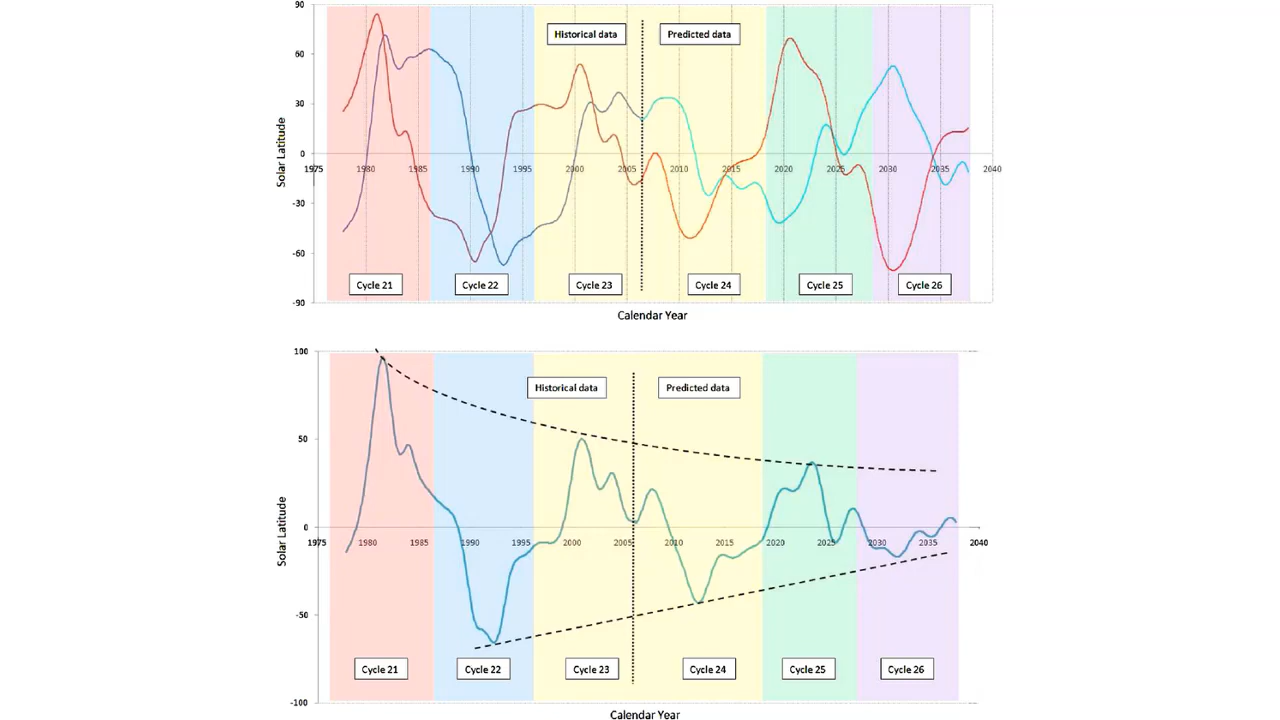 90
Historical data
Predicted data
60
30
Solar Latitude
0
1975 1980 1985 1990 1995 2000 2005 2010 2015 2020 2025 2030 2035 2040
-30
-60
Cycle 21
Cycle 22
Cycle 23
Cycle 24
Cycle 25
Cycle 26
-90
Calendar Year
100
Historical data
Predicted data
50
Solar Latitude
0
1975 1980 1985 1990 1995 2000 2005 2010 2015 2020 2025 2030 2035 2040
-50
Cycle 21
Cycle 22
Cycle 23
Cycle 24
Cycle 25
Cycle 26
-100
Calendar Year